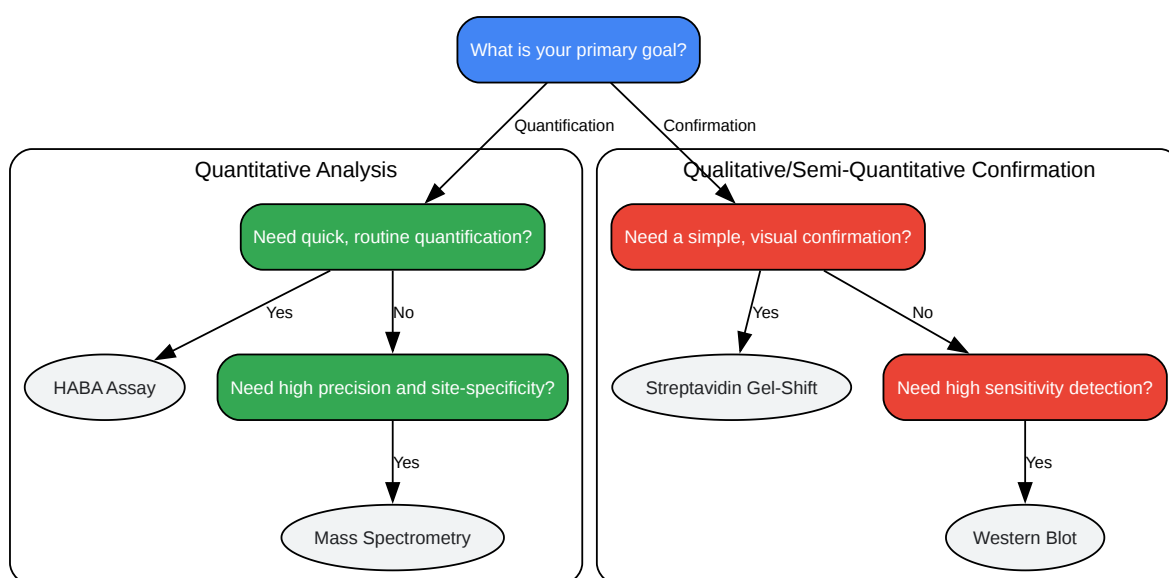 What is your primary goal?
Quantification
Confirmation
Quantitative Analysis
Qualitative/Semi-Quantitative Confirmation
Need quick, routine quantification?
Need a simple, visual confirmation?
Yes
No
Yes
No
HABA Assay
Need high precision and site-specificity?
Streptavidin Gel-Shift
Need high sensitivity detection?
Yes
Yes
Mass Spectrometry
Western Blot